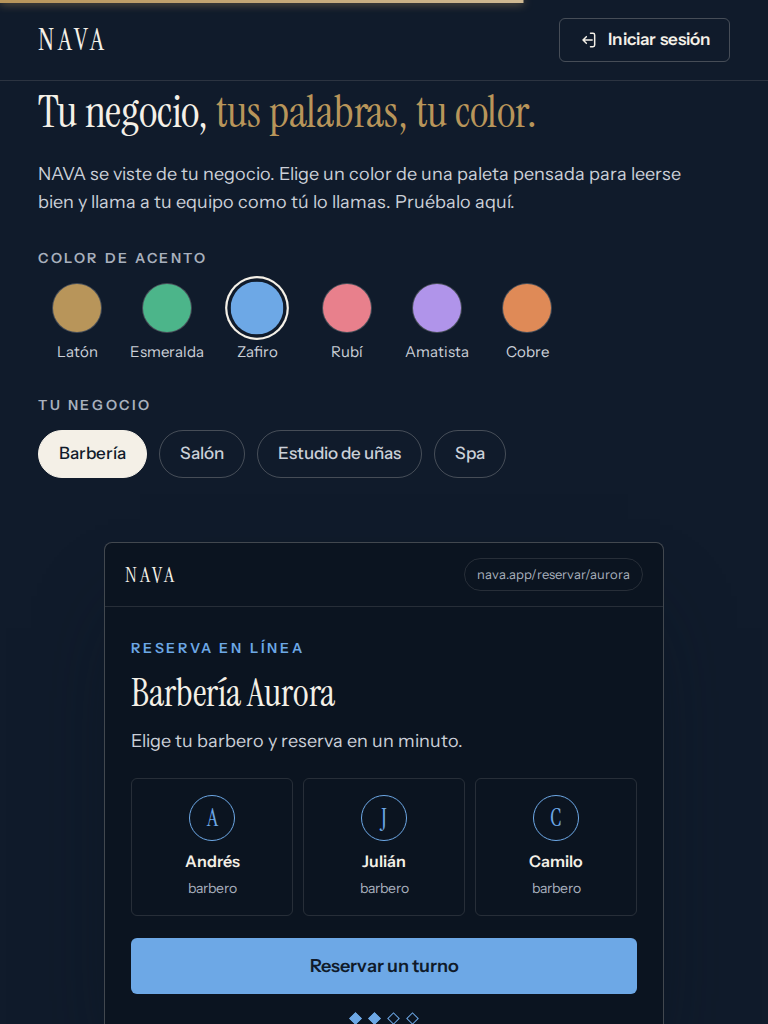 NAVA
Iniciar sesión
Tu negocio, tus palabras, tu color.
NAVA se viste de tu negocio. Elige un color de una paleta pensada para leerse
bien y llama a tu equipo como tú lo llamas. Pruébalo aquí.
COLOR DE ACENTO
Latón
Esmeralda
Zafiro
Rubí
Amatista
Cobre
TU NEGOCIO
Barbería
Salón
Estudio de uñas
Spa
NAVA
nava.app/reservar/aurora
RESERVA EN LÍNEA
Barbería Aurora
Elige tu barbero y reserva en un minuto.
A
J
C
Andrés
Julián
Camilo
barbero
barbero
barbero
Reservar un turno